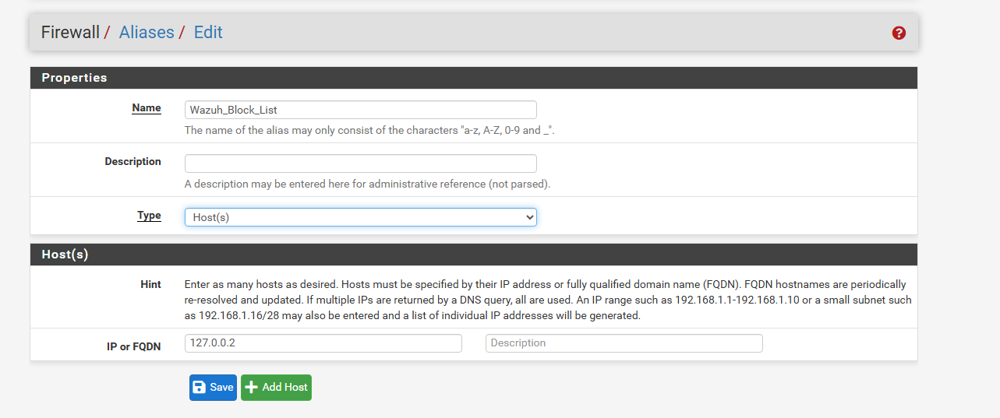 Firewall / Aliases / Edit
Properties
Name
Wazuh_Block_List
The name of the alias may only consist of the characters "a-z, A-Z, 0-9 and _".
Description
A description may be entered here for administrative reference (not parsed).
Type
Host(s)
Host(s)
Hint
Enter as many hosts as desired. Hosts must be specified by their IP address or fully qualified domain name (FQDN). FQDN hostnames are periodically
re-resolved and updated. If multiple IPs are returned by a DNS query, all are used. An IP range such as 192.168.1.1-192.168.1.10 or a small subnet such
as 192.168.1.16/28 may also be entered and a list of individual IP addresses will be generated.
IP or FQDN
127.0.0.2
Description
Save
Add Host